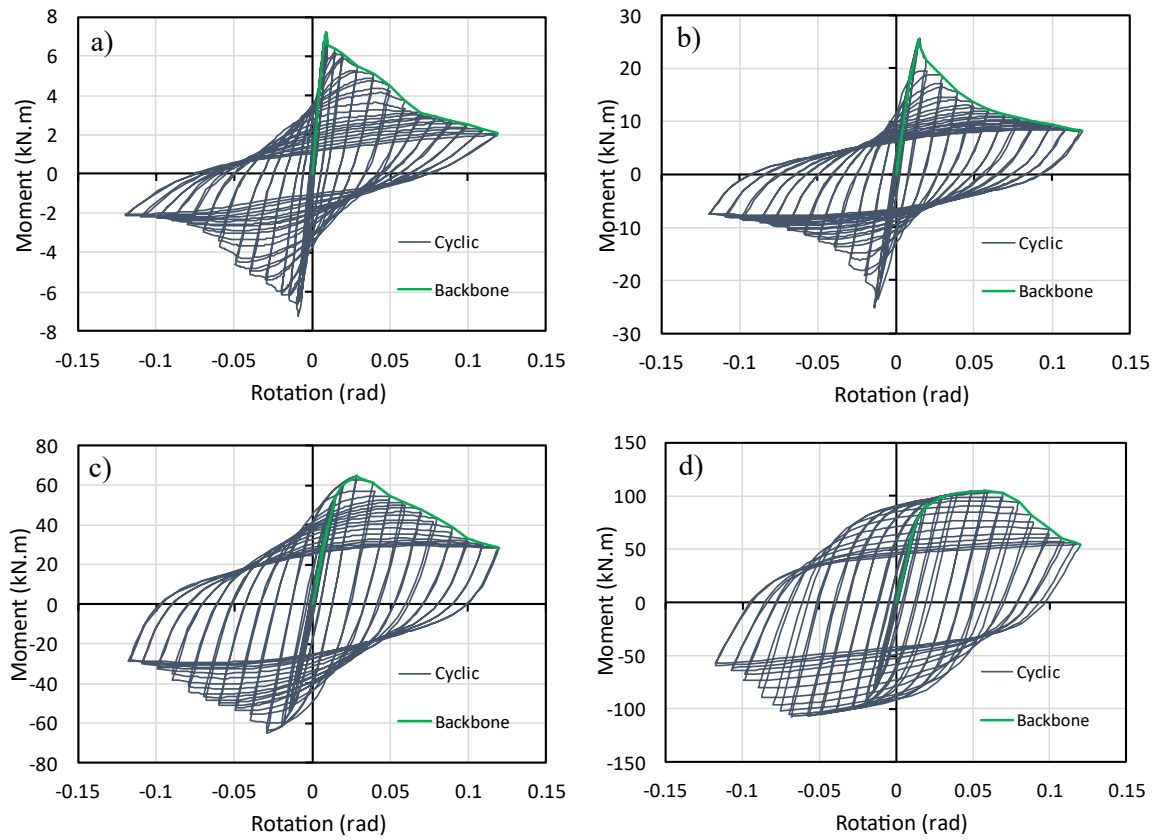 a)
8
6
4
2
0
-2
-4
-6
-8
Moment (kN.m)
Cyclic
Backbone
-0.15 -0.1 -0.05 0 0.05 0.1 0.15
Rotation (rad)
b)
30
20
10
0
-10
-20
-30
Moment (kN.m)
Cyclic
Backbone
-0.15 -0.1 -0.05 0 0.05 0.1 0.15
Rotation (rad)
c)
80
60
40
20
0
-20
-40
-60
-80
Moment (kN.m)
Cyclic
Backbone
-0.15 -0.1 -0.05 0 0.05 0.1 0.15
Rotation (rad)
d)
150
100
50
0
-50
-100
-150
Moment (kN.m)
Cyclic
Backbone
-0.15 -0.1 -0.05 0 0.05 0.1 0.15
Rotation (rad)